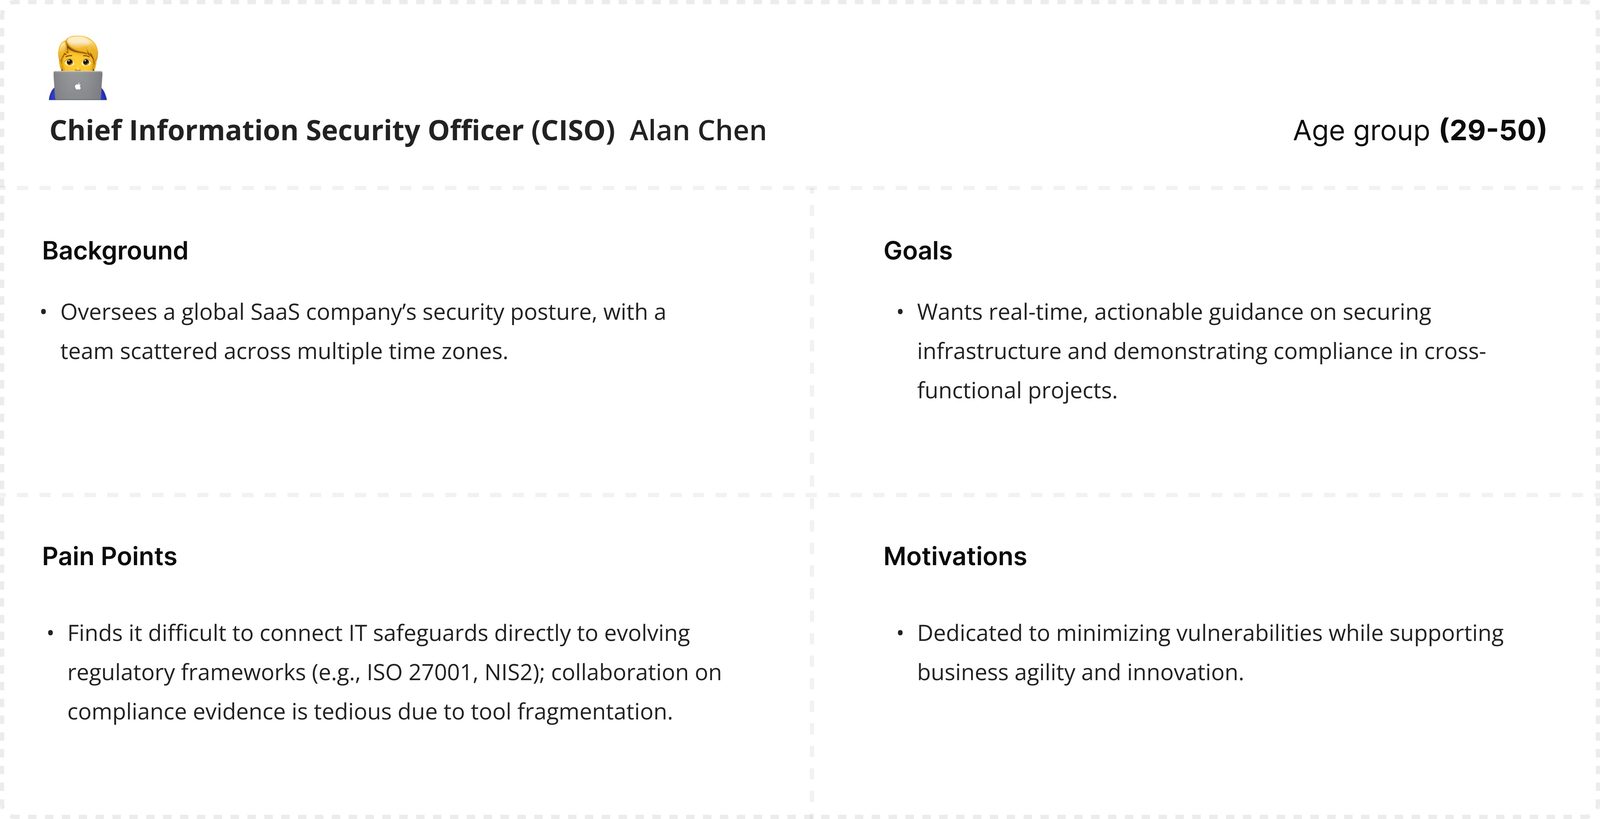 Chief Information Security Officer (CISO) Alan Chen
Age group (29-50)
Background
• Oversees a global SaaS company’s security posture, with a
team scattered across multiple time zones.
Goals
• Wants real-time, actionable guidance on securing
infrastructure and demonstrating compliance in cross-
functional projects.
Pain Points
• Finds it difficult to connect IT safeguards directly to evolving
regulatory frameworks (e.g., ISO 27001, NIS2); collaboration on
compliance evidence is tedious due to tool fragmentation.
Motivations
• Dedicated to minimizing vulnerabilities while supporting
business agility and innovation.